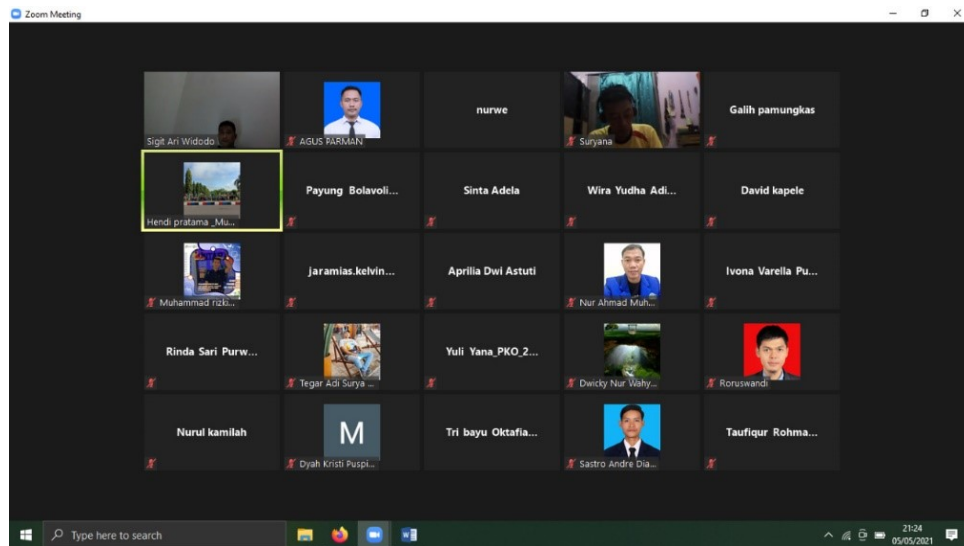 Zoom Meeting
Sigit Ari Widodo
AGUS PARMAN
nurwe
Suryana
Galih pamungkas
Hendi pratama _Mu...
Payung Bolavoli...
Sinta Adela
Wira Yudha Adi...
David kapele
Muhammad rizki...
jaramias.kelvin...
Aprilia Dwi Astuti
Nur Ahmad Muh...
Ivona Varella Pu...
Rinda Sari Purw...
Tegar Adi Surya ...
Yuli Yana_PKO_2...
Dwicky Nur Wahy...
Roruswandi
Nurul kamilah
M
Dyah Kristi Puspi...
Tri bayu Oktafia...
Sastro Andre Dia...
Taufiqur Rohma...
Type here to search
21:24
05/05/2021